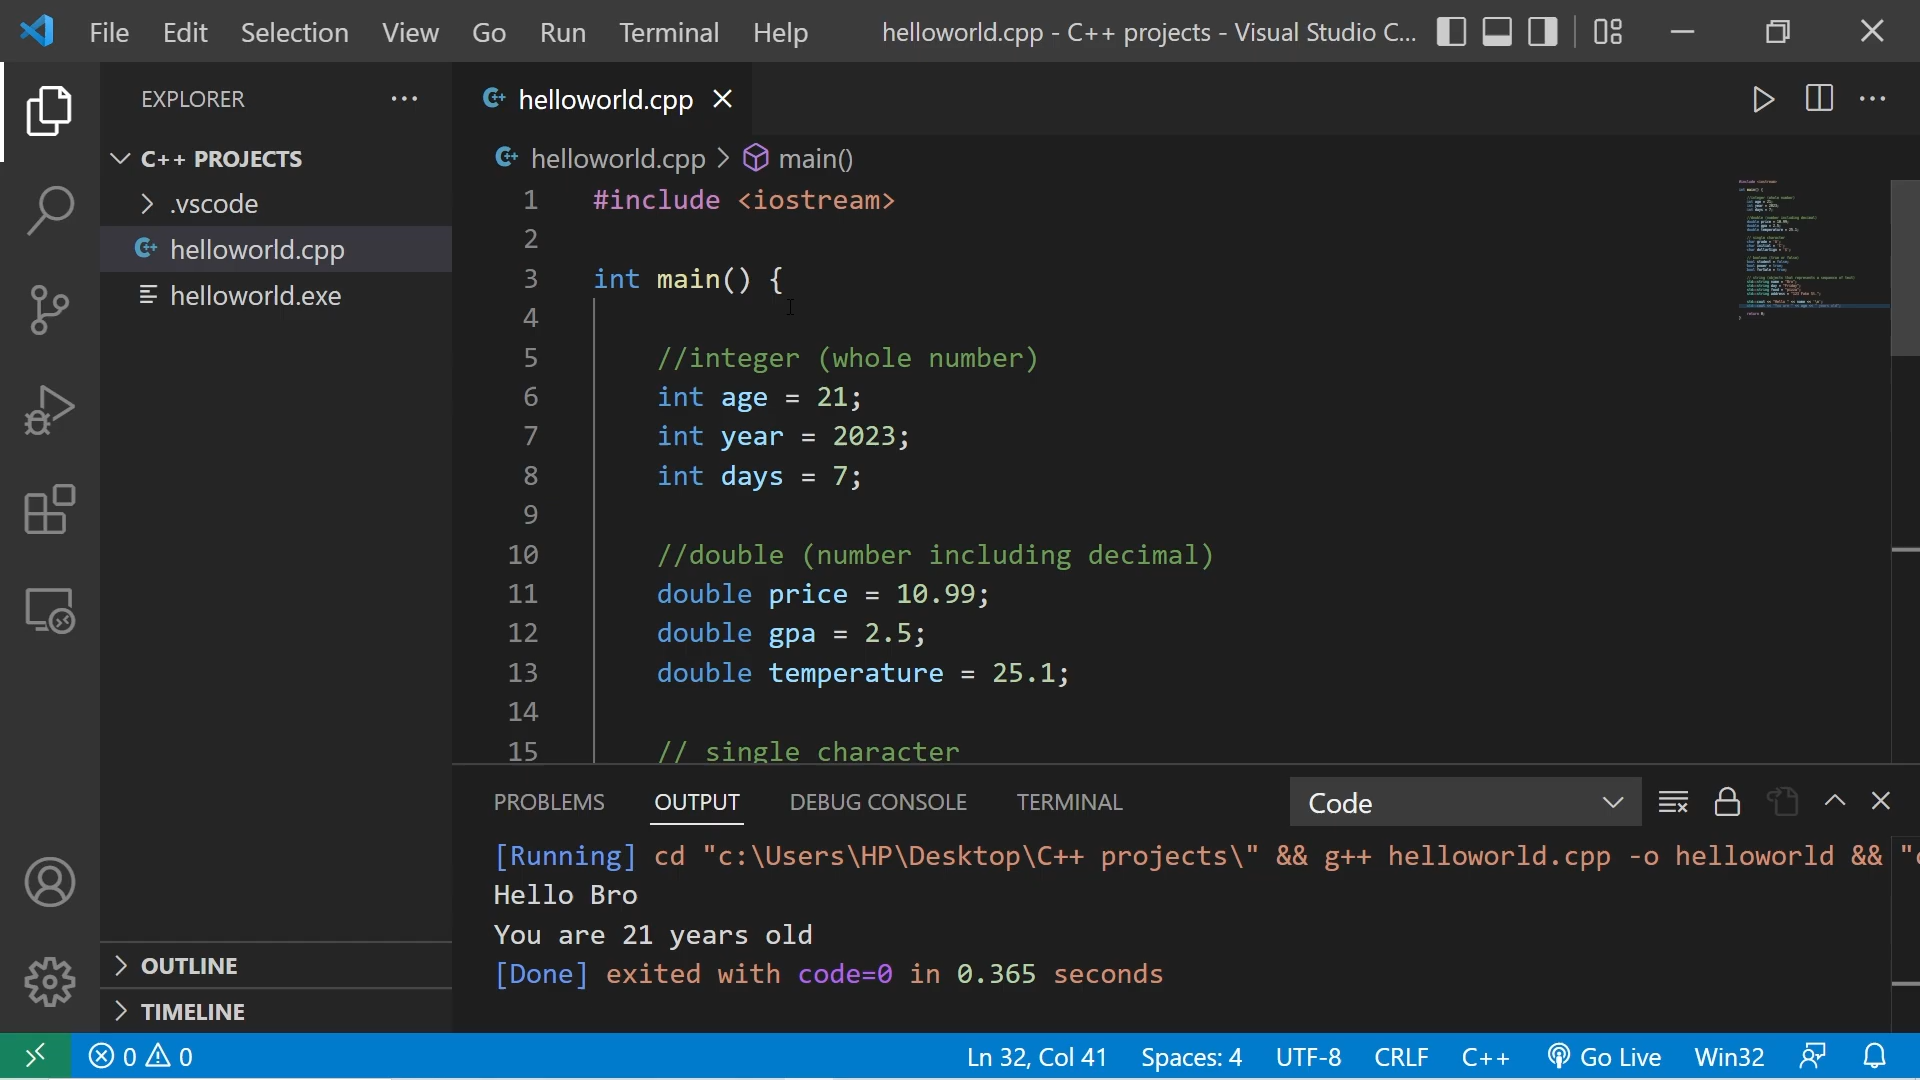 File Edit Selection View Go Run Terminal Help helloworld.cpp - C++ projects - Visual Studio C...
EXPLORER
C++ PROJECTS
.vscode
helloworld.cpp
helloworld.exe
OUTLINE
TIMELINE
helloworld.cpp
helloworld.cpp > main()
1 #include <iostream>
2
3 int main() {
4
5 //integer (whole number)
6 int age = 21;
7 int year = 2023;
8 int days = 7;
9
10 //double (number including decimal)
11 double price = 10.99;
12 double gpa = 2.5;
13 double temperature = 25.1;
14
15 // single character
PROBLEMS OUTPUT DEBUG CONSOLE TERMINAL Code
[Running] cd "c:\Users\HP\Desktop\C++ projects\" && g++ helloworld.cpp -o helloworld && "c
Hello Bro
You are 21 years old
[Done] exited with code=0 in 0.365 seconds
0 0 Ln 32, Col 41 Spaces: 4 UTF-8 CRLF C++ Go Live Win32